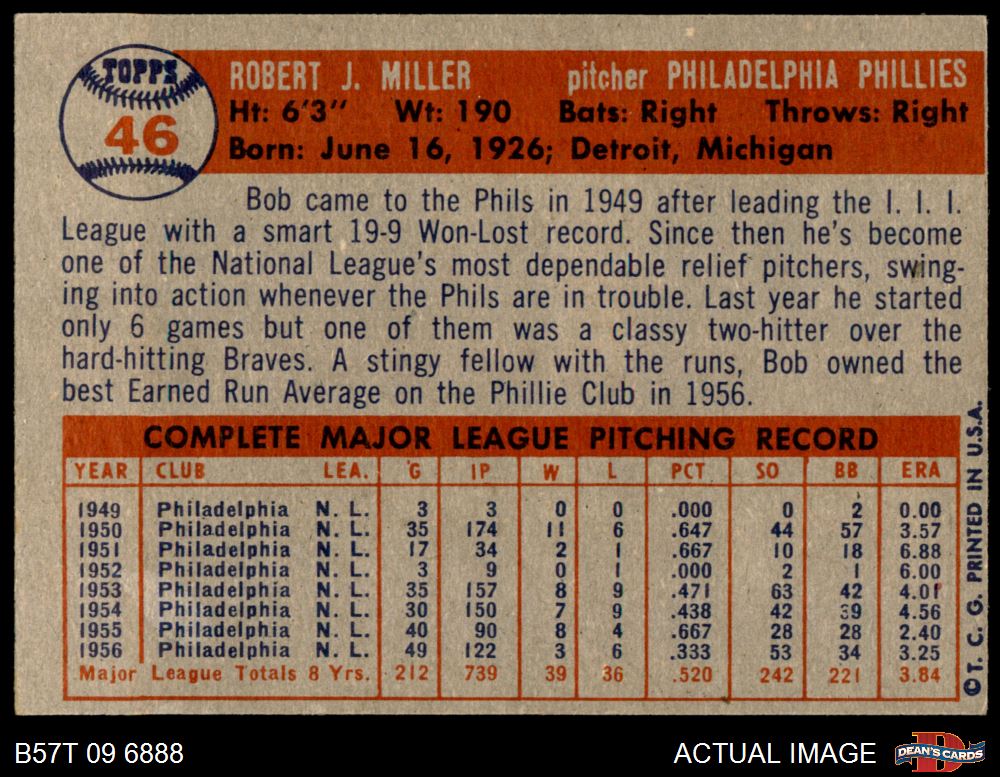 TOPPS
46
ROBERT J. MILLER pitcher PHILADELPHIA PHILLIES
Ht: 6'3" Wt: 190 Bats: Right Throws: Right
Born: June 16, 1926; Detroit, Michigan
Bob came to the Phils in 1949 after leading the I. I. I.
League with a smart 19-9 Won-Lost record. Since then he's become
one of the National League's most dependable relief pitchers, swing-
ing into action whenever the Phils are in trouble. Last year he started
only 6 games but one of them was a classy two-hitter over the
hard-hitting Braves. A stingy fellow with the runs, Bob owned the
best Earned Run Average on the Phillie Club in 1956.
COMPLETE MAJOR LEAGUE PITCHING RECORD
YEAR CLUB LEA. G IP W L PCT SO BB ERA
1949 Philadelphia N. L. 3 3 0 0 .000 0 2 0.00
1950 Philadelphia N. L. 35 174 11 6 .647 44 57 3.57
1951 Philadelphia N. L. 17 34 2 1 .667 10 18 6.88
1952 Philadelphia N. L. 3 9 0 1 .000 2 1 6.00
1953 Philadelphia N. L. 35 157 8 9 .471 63 42 4.01
1954 Philadelphia N. L. 30 150 7 9 .438 42 39 4.56
1955 Philadelphia N. L. 40 90 8 4 .667 28 28 2.40
1956 Philadelphia N. L. 49 122 3 6 .333 53 34 3.25
Major League Totals 8 Yrs. 212 739 39 36 .520 242 221 3.84
©T. C. G. PRINTED IN U.S.A.
B57T 09 6888
ACTUAL IMAGE
D
DEAN'S CARDS